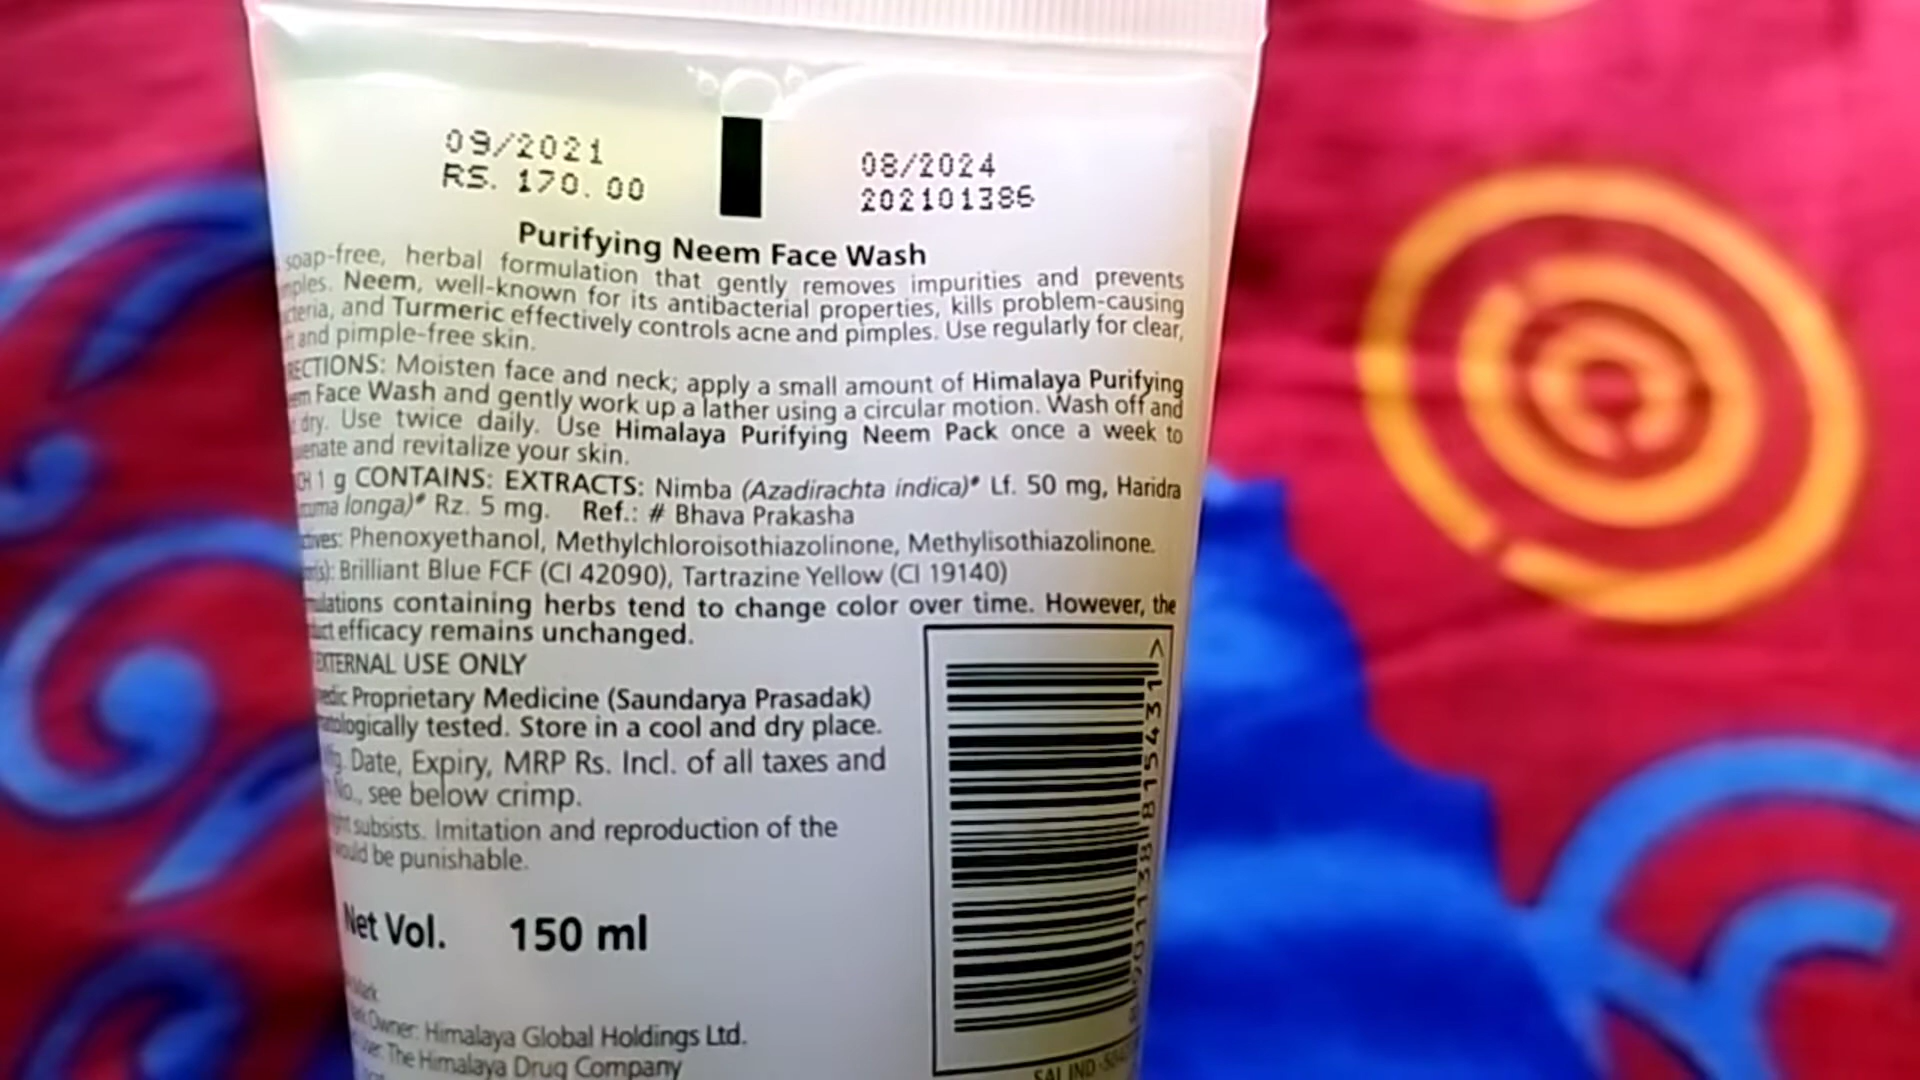 09/2021
RS. 170.00
08/2024
202101386
Purifying Neem Face Wash
soap-free, herbal formulation that gently removes impurities and prevents
Neem, well-known for its antibacterial properties, kills problem-causing
and Turmeric effectively controls acne and pimples. Use regularly for clear,
and pimple-free skin.
Moisten face and neck; apply a small amount of Himalaya Purifying
Face Wash and gently work up a lather using a circular motion. Wash off and
dry. Use twice daily. Use Himalaya Purifying Neem Pack once a week to
and revitalize your skin.
1 g CONTAINS: EXTRACTS: Nimba (Azadirachta indica)# Lf. 50 mg, Haridra
longa)# Rz. 5 mg. Ref.: # Bhava Prakasha
Phenoxyethanol, Methylchloroisothiazolinone, Methylisothiazolinone.
Brilliant Blue FCF (CI 42090), Tartrazine Yellow (CI 19140)
containing herbs tend to change color over time. However, the
efficacy remains unchanged.
EXTERNAL USE ONLY
Proprietary Medicine (Saundarya Prasadak)
tested. Store in a cool and dry place.
Date, Expiry, MRP Rs. Incl. of all taxes and
No., see below crimp.
subsists. Imitation and reproduction of the
would be punishable.
Net Vol. 150 ml
Owner: Himalaya Global Holdings Ltd.
The Himalaya Drug Company